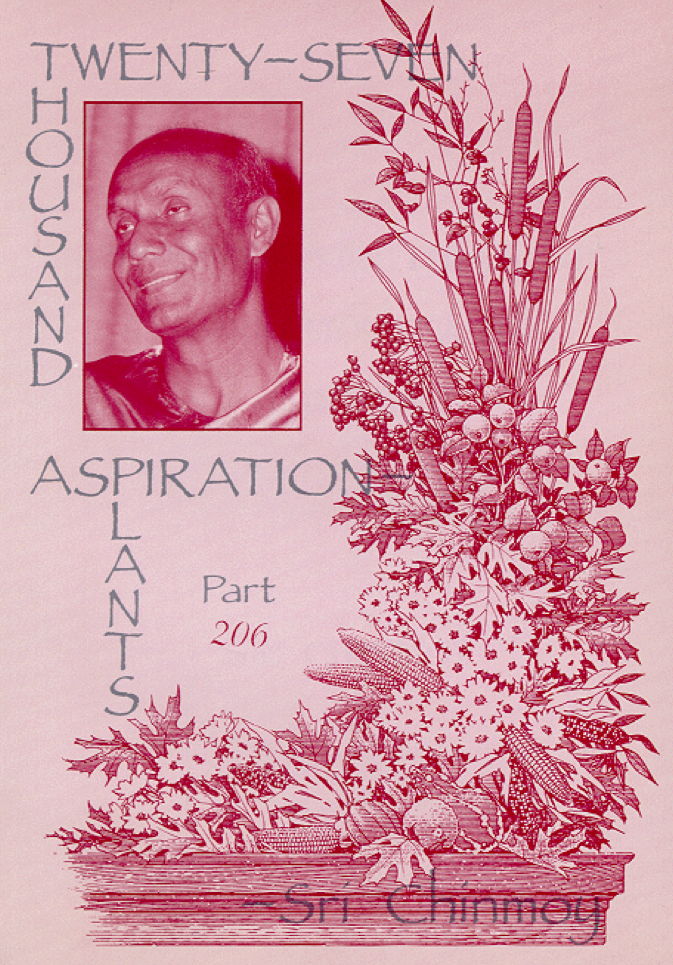 TWENTY-SEVEN
THOUSAND
ASPIRATION-
PLANTS
Part
206
-Sri Chinmoy